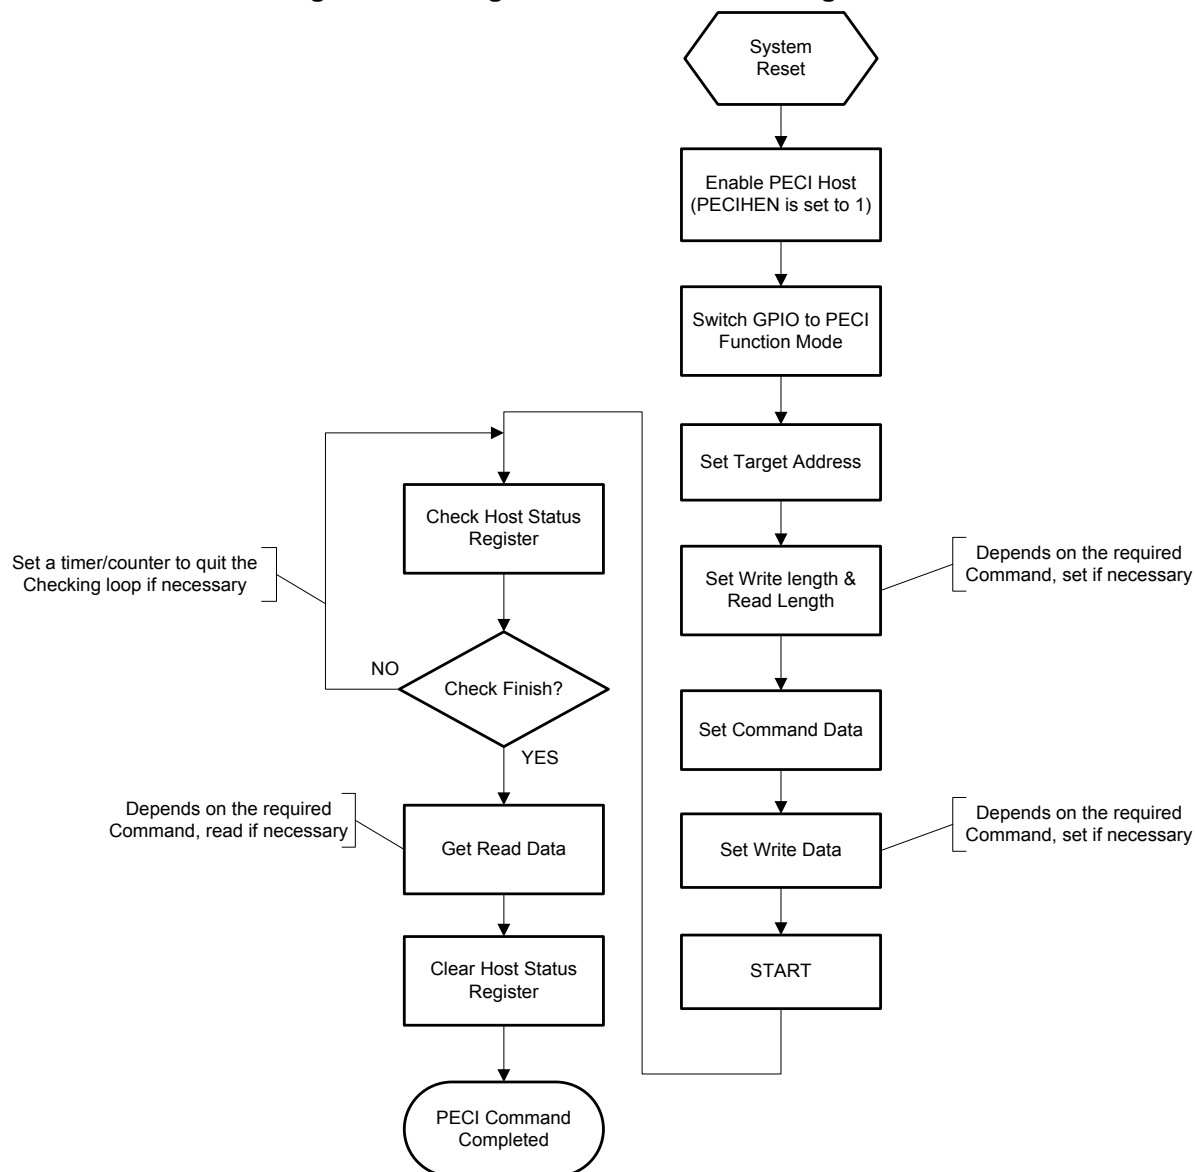 System
Reset
Enable PECI Host
(PECIHEN is set to 1)
Switch GPIO to PECI
Function Mode
Set Target Address
Set Write length &
Read Length
Depends on the required
Command, set if necessary
Set Command Data
Set Write Data
Depends on the required
Command, set if necessary
START
Check Host Status
Register
Set a timer/counter to quit the
Checking loop if necessary
Check Finish?
NO
YES
Get Read Data
Depends on the required
Command, read if necessary
Clear Host Status
Register
PECI Command
Completed